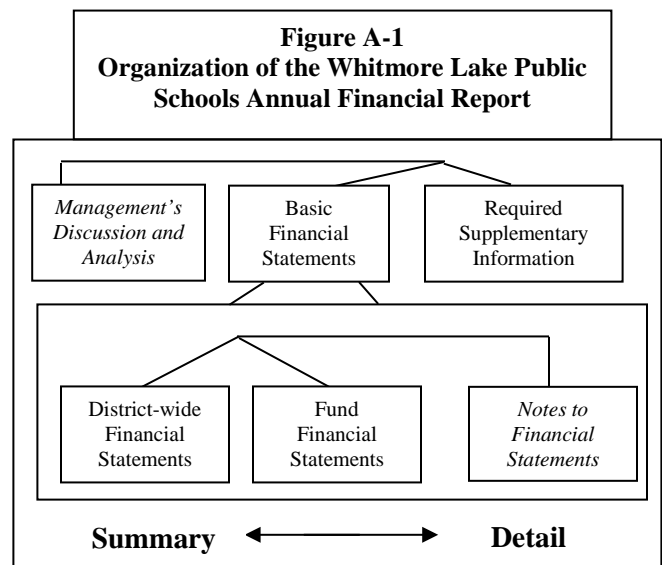 Figure A-1
Organization of the Whitmore Lake Public
Schools Annual Financial Report
Management's
Discussion and
Analysis
Basic
Financial
Statements
Required
Supplementary
Information
District-wide
Financial
Statements
Fund
Financial
Statements
Notes to
Financial
Statements
Summary
Detail